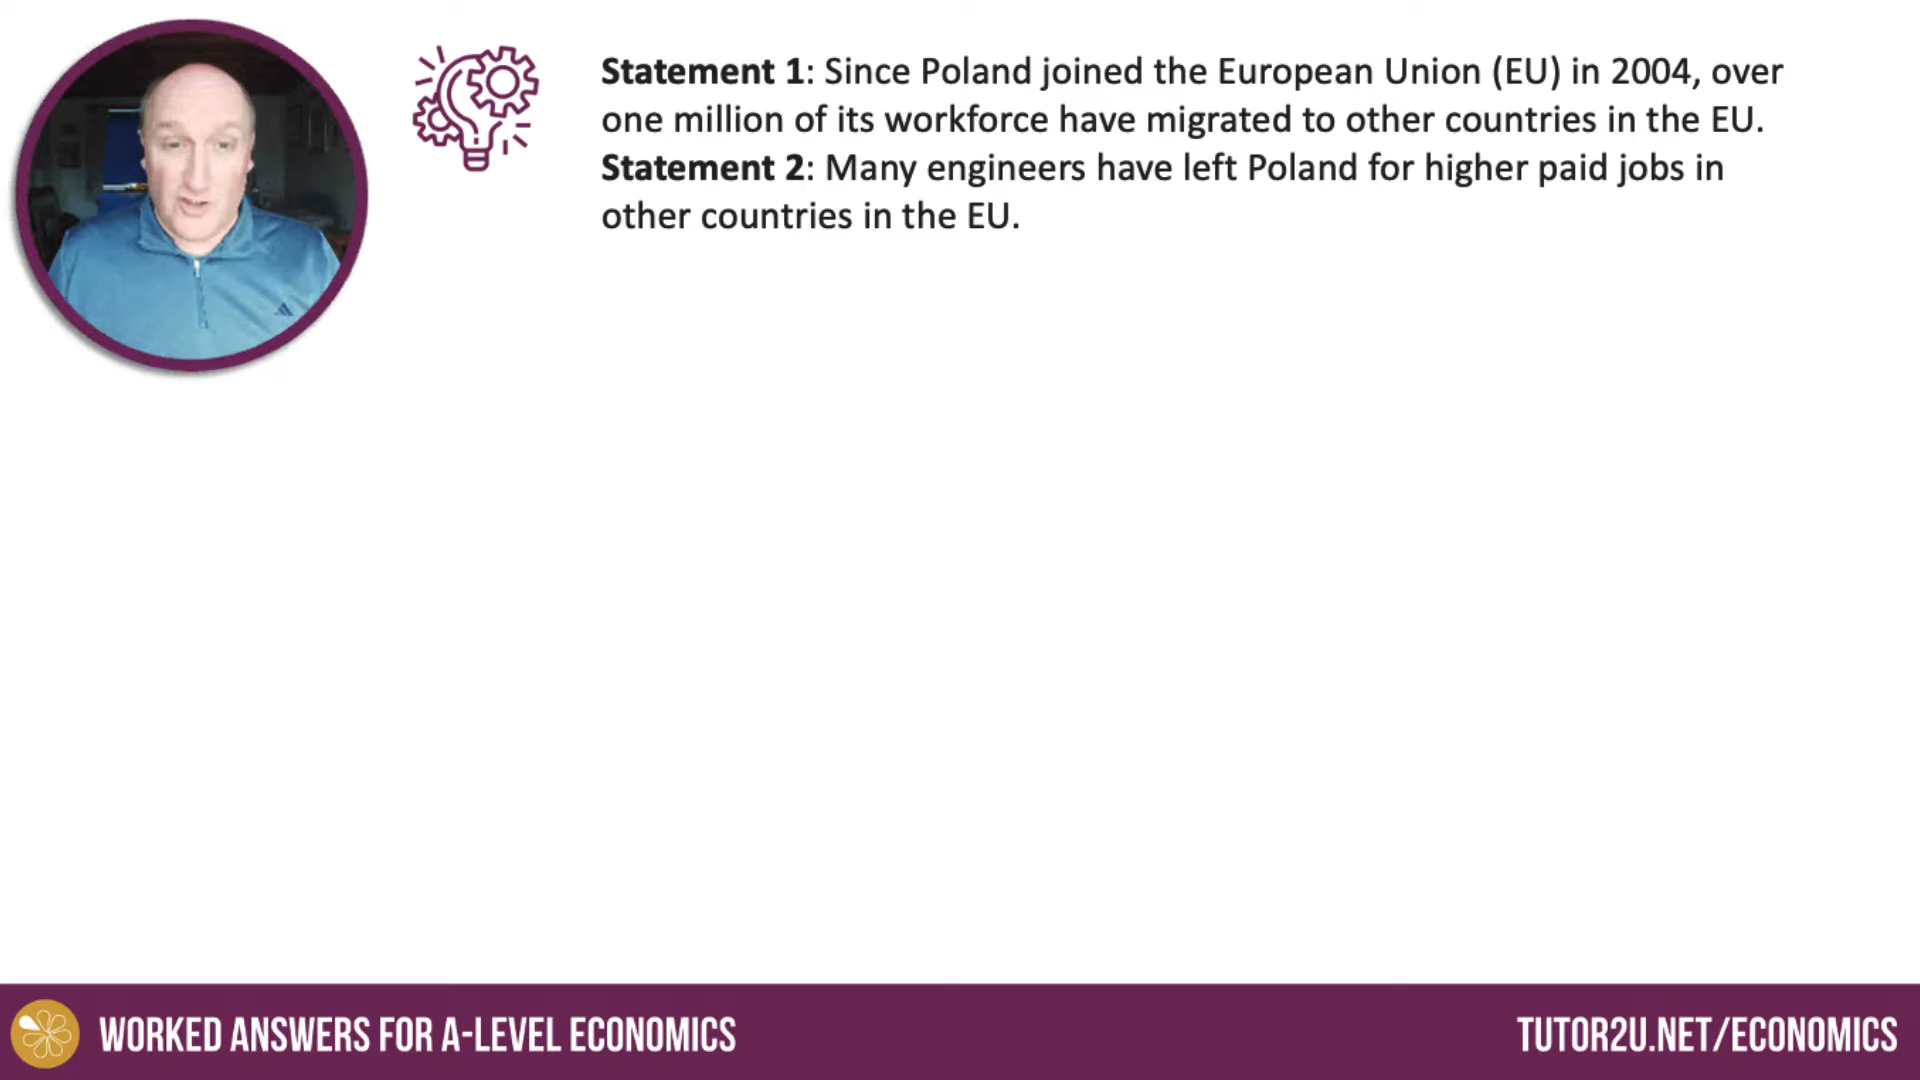 Statement 1: Since Poland joined the European Union (EU) in 2004, over
one million of its workforce have migrated to other countries in the EU.
Statement 2: Many engineers have left Poland for higher paid jobs in
other countries in the EU.
WORKED ANSWERS FOR A-LEVEL ECONOMICS
TUTOR2U.NET/ECONOMICS